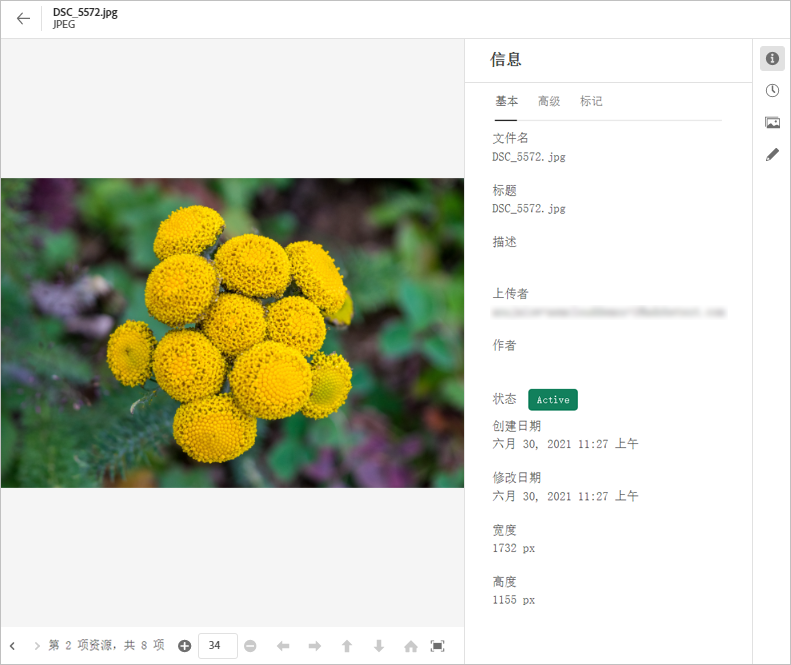 DSC_5572.jpg
JPEG
信息
基本 高级 标记
文件名
DSC_5572.jpg
标题
DSC_5572.jpg
描述
上传者
作者
状态 Active
创建日期
六月 30, 2021 11:27 上午
修改日期
六月 30, 2021 11:27 上午
宽度
1732 px
高度
1155 px
第 2 项资源，共 8 项 34